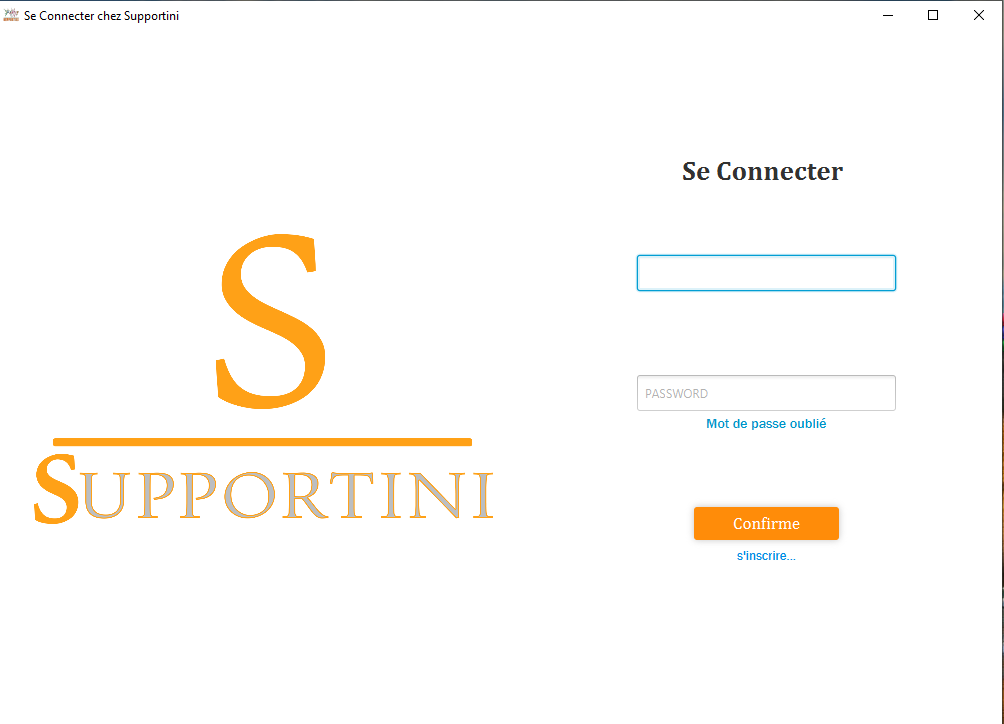 Se Connecter chez Supportini
Se Connecter
S
SUPPORTINI
PASSWORD
Mot de passe oublié
Confirme
s'inscrire...